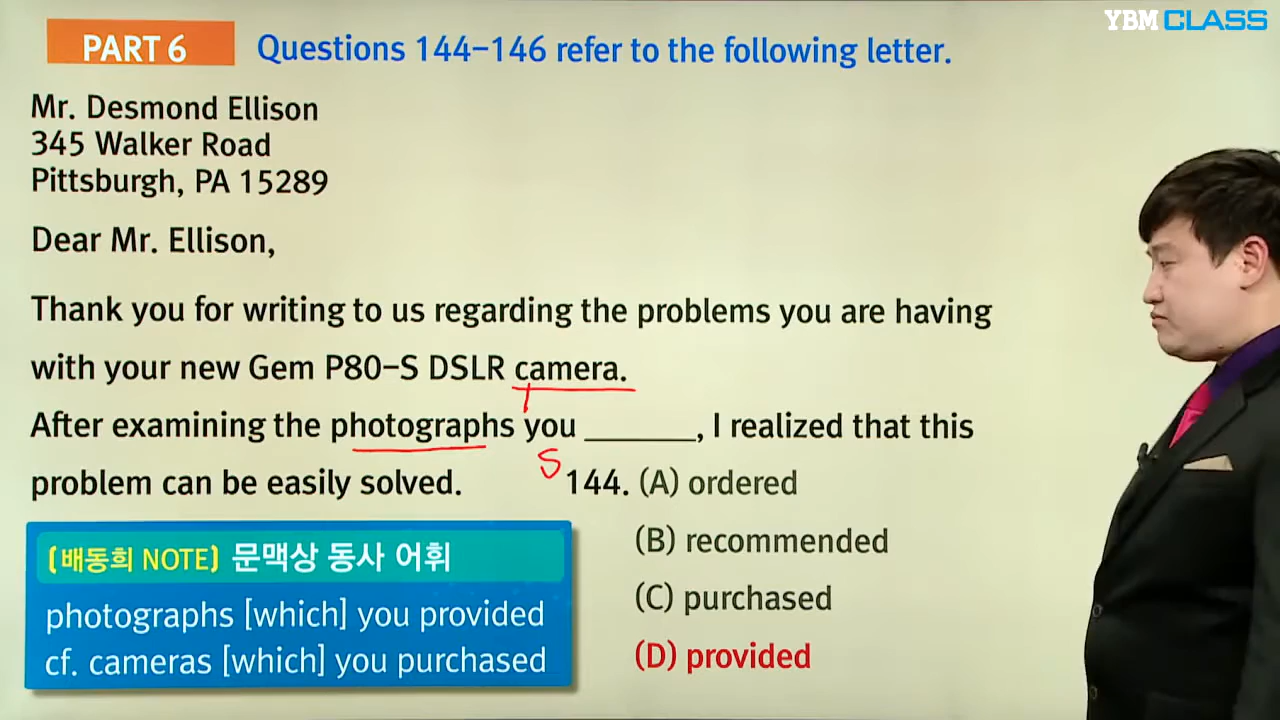 YBM CLASS
PART 6 Questions 144–146 refer to the following letter.
Mr. Desmond Ellison
345 Walker Road
Pittsburgh, PA 15289
Dear Mr. Ellison,
Thank you for writing to us regarding the problems you are having
with your new Gem P80–S DSLR camera.
After examining the photographs you ______, I realized that this
problem can be easily solved.
S
144. (A) ordered
(B) recommended
(C) purchased
(D) provided
[배동희 NOTE] 문맥상 동사 어휘
photographs [which] you provided
cf. cameras [which] you purchased